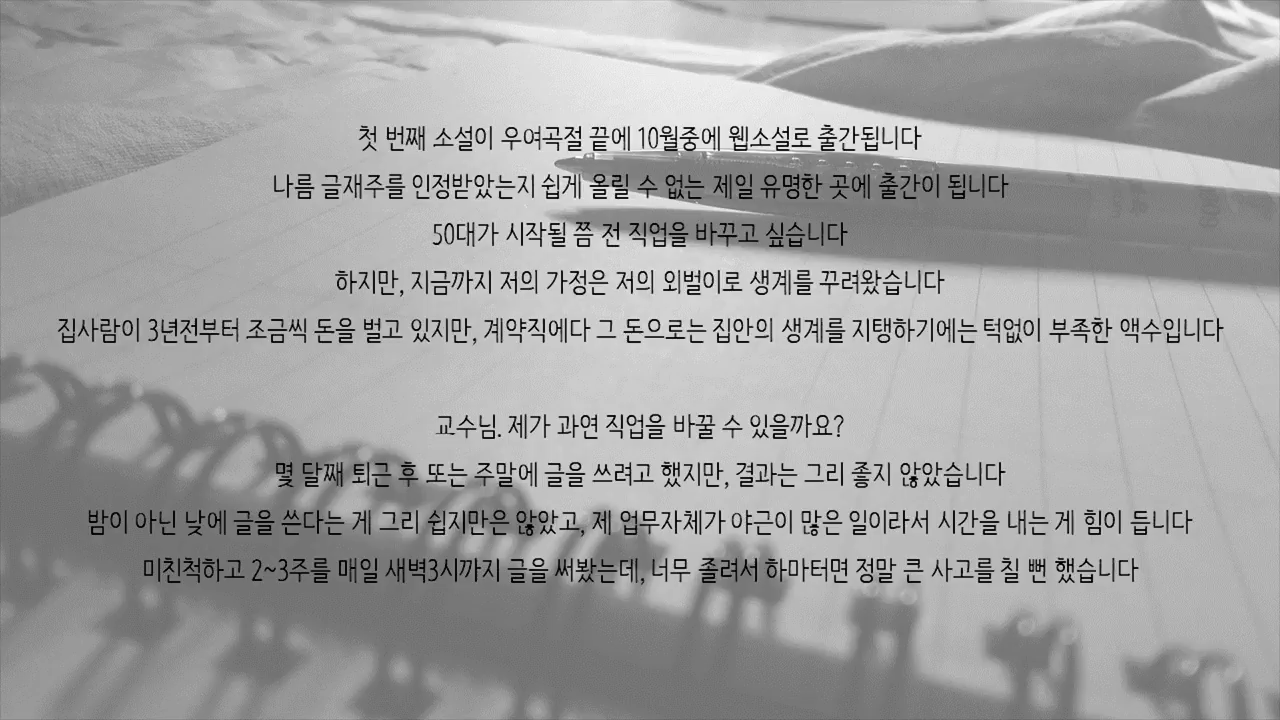 첫 번째 소설이 우여곡절 끝에 10월중에 웹소설로 출간됩니다
나름 글재주를 인정받았는지 쉽게 올릴 수 없는 제일 유명한 곳에 출간이 됩니다
50대가 시작될 쯤 전 직업을 바꾸고 싶습니다
하지만, 지금까지 저의 가정은 저의 외벌이로 생계를 꾸려왔습니다
집사람이 3년전부터 조금씩 돈을 벌고 있지만, 계약직에다 그 돈으로는 집안의 생계를 지탱하기에는 턱없이 부족한 액수입니다
교수님. 제가 과연 직업을 바꿀 수 있을까요?
몇 달째 퇴근 후 또는 주말에 글을 쓰려고 했지만, 결과는 그리 좋지 않았습니다
밤이 아닌 낮에 글을 쓴다는 게 그리 쉽지만은 않았고, 제 업무자체가 야근이 많은 일이라서 시간을 내는 게 힘이 듭니다
미친척하고 2~3주를 매일 새벽3시까지 글을 써봤는데, 너무 졸려서 하마터면 정말 큰 사고를 칠 뻔 했습니다